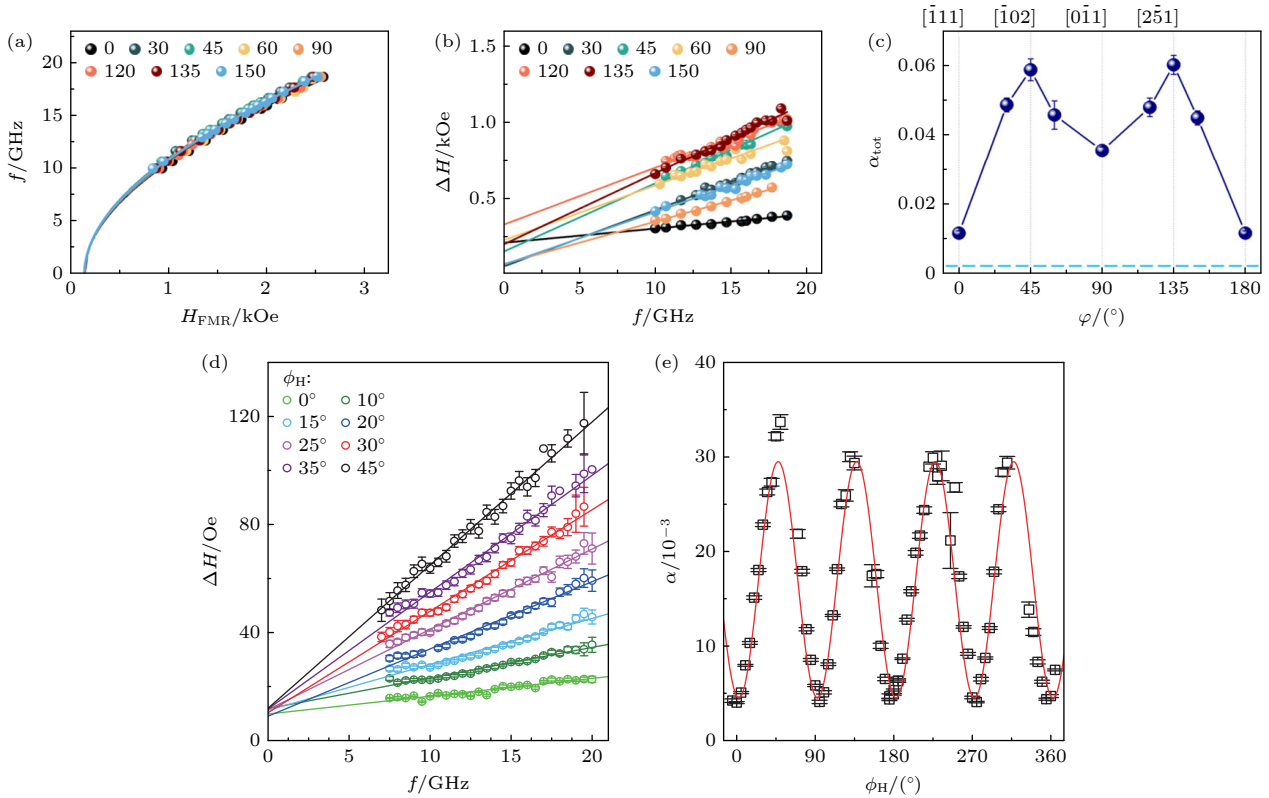 [1̄11] [1̄02] [01̄1] [25̄1]
(a)
0 30 45 60 90
120 135 150
20
15
10
5
0
f/GHz
0 1 2 3
H_FMR/kOe
(b)
0 30 45 60 90
120 135 150
1.5
1.0
0.5
ΔH/kOe
0 5 10 15 20
f/GHz
(c)
0.06
0.04
0.02
0
α_tot
0 45 90 135 180
φ/(°)
(d)
ϕ_H:
0° 10°
15° 20°
25° 30°
35° 45°
120
80
40
0
ΔH/Oe
0 5 10 15 20
f/GHz
(e)
40
30
20
10
0
α/10⁻³
0 90 180 270 360
ϕ_H/(°)